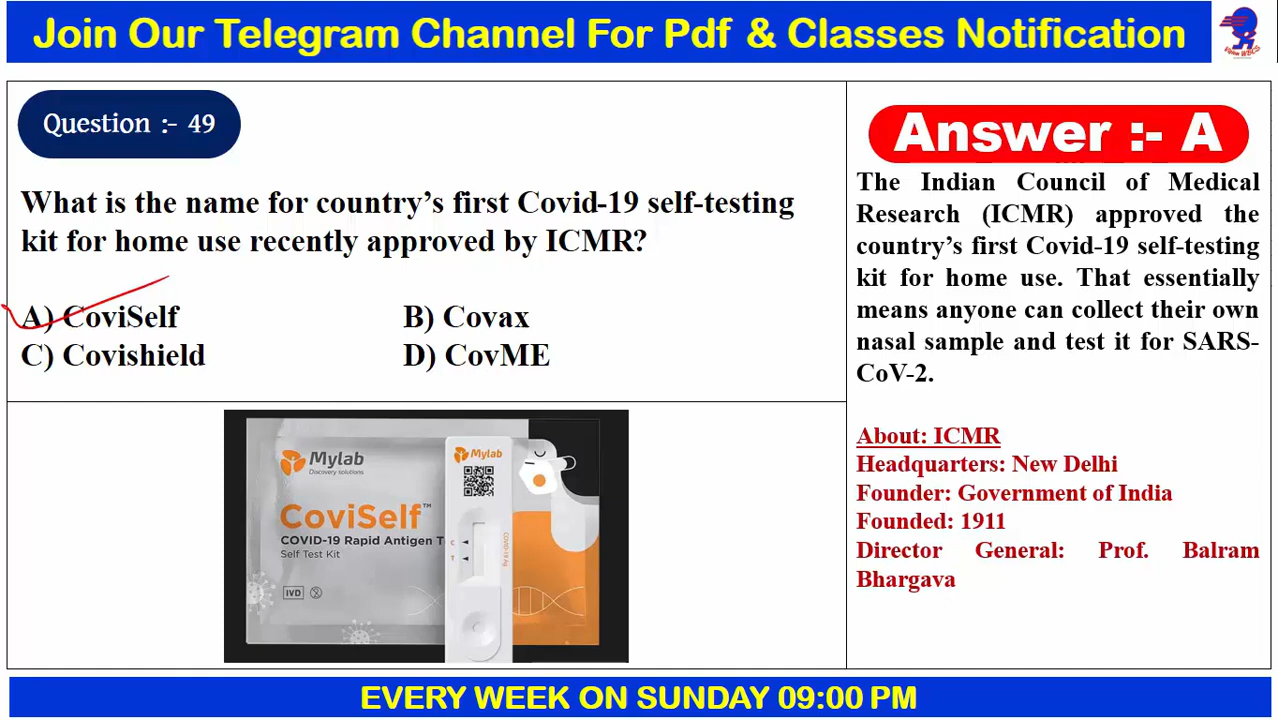 Join Our Telegram Channel For Pdf & Classes Notification
Question :- 49
What is the name for country's first Covid-19 self-testing
kit for home use recently approved by ICMR?
A) CoviSelf
B) Covax
C) Covishield
D) CovME
Mylab
Discovery solutions
CoviSelf™
COVID-19 Rapid Antigen T
Self Test Kit
IVD
Mylab
C
T
Answer :- A
The Indian Council of Medical
Research (ICMR) approved the
country's first Covid-19 self-testing
kit for home use. That essentially
means anyone can collect their own
nasal sample and test it for SARS-
CoV-2.
About: ICMR
Headquarters: New Delhi
Founder: Government of India
Founded: 1911
Director General: Prof. Balram
Bhargava
EVERY WEEK ON SUNDAY 09:00 PM